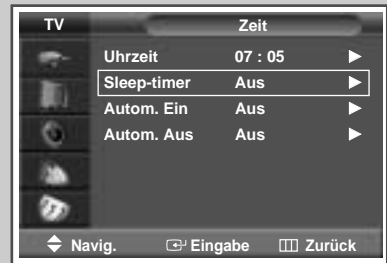 TV Zeit
Uhrzeit 07 : 05
Sleep-timer Aus
Autom. Ein Aus
Autom. Aus Aus
Navig. Eingabe Zurück